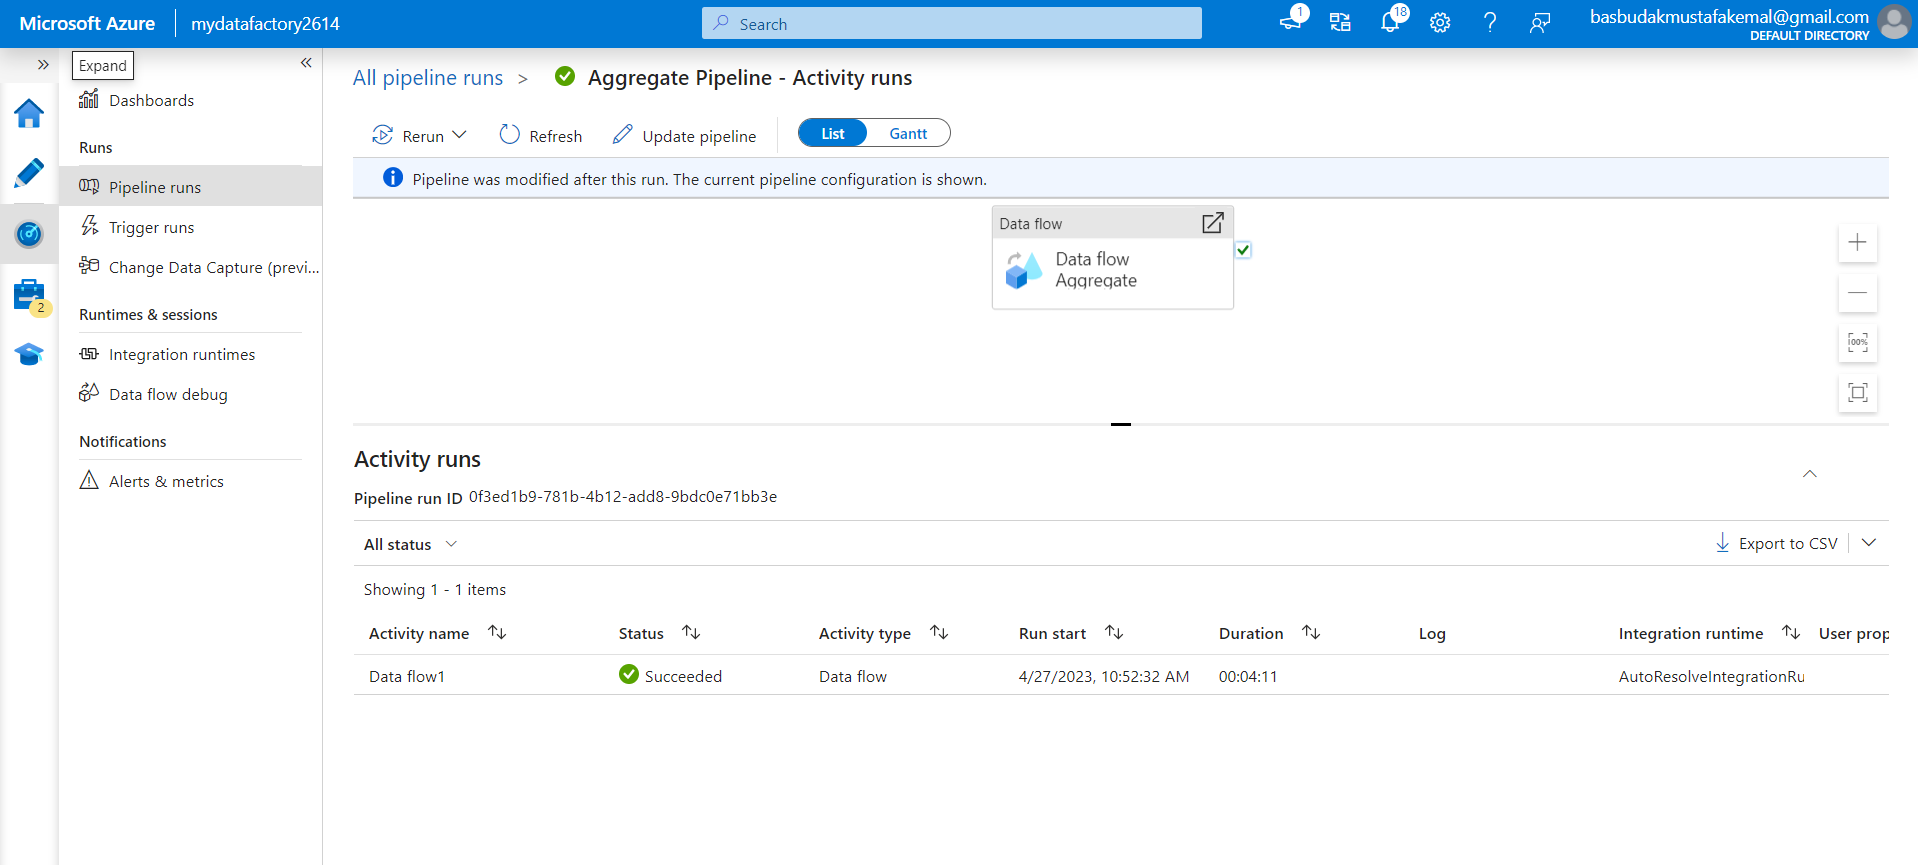 Microsoft Azure
mydatafactory2614
Search
1
18
basbudakmustafakemal@gmail.com
DEFAULT DIRECTORY
Expand
Dashboards
Runs
Pipeline runs
Trigger runs
Change Data Capture (previ...
Runtimes & sessions
Integration runtimes
Data flow debug
Notifications
Alerts & metrics
2
All pipeline runs > Aggregate Pipeline - Activity runs
Rerun
Refresh
Update pipeline
List
Gantt
Pipeline was modified after this run. The current pipeline configuration is shown.
Data flow
Data flow
Aggregate
100%
Activity runs
Pipeline run ID 0f3ed1b9-781b-4b12-add8-9bdc0e71bb3e
All status
Export to CSV
Showing 1 - 1 items
Activity name Status Activity type Run start Duration Log Integration runtime User prop
Data flow1 Succeeded Data flow 4/27/2023, 10:52:32 AM 00:04:11 AutoResolveIntegrationRu